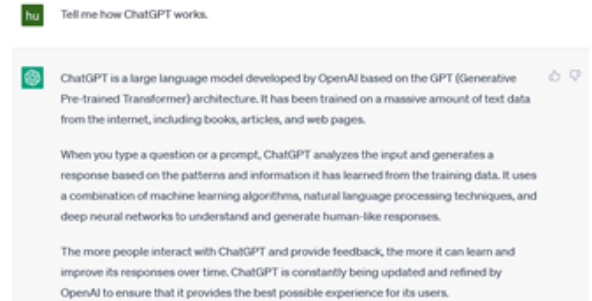 hu
Tell me how ChatGPT works.
ChatGPT is a large language model developed by OpenAI based on the GPT (Generative
Pre-trained Transformer) architecture. It has been trained on a massive amount of text data
from the internet, including books, articles, and web pages.
When you type a question or a prompt, ChatGPT analyzes the input and generates a
response based on the patterns and information it has learned from the training data. It uses
a combination of machine learning algorithms, natural language processing techniques, and
deep neural networks to understand and generate human-like responses.
The more people interact with ChatGPT and provide feedback, the more it can learn and
improve its responses over time. ChatGPT is constantly being updated and refined by
OpenAI to ensure that it provides the best possible experience for its users.